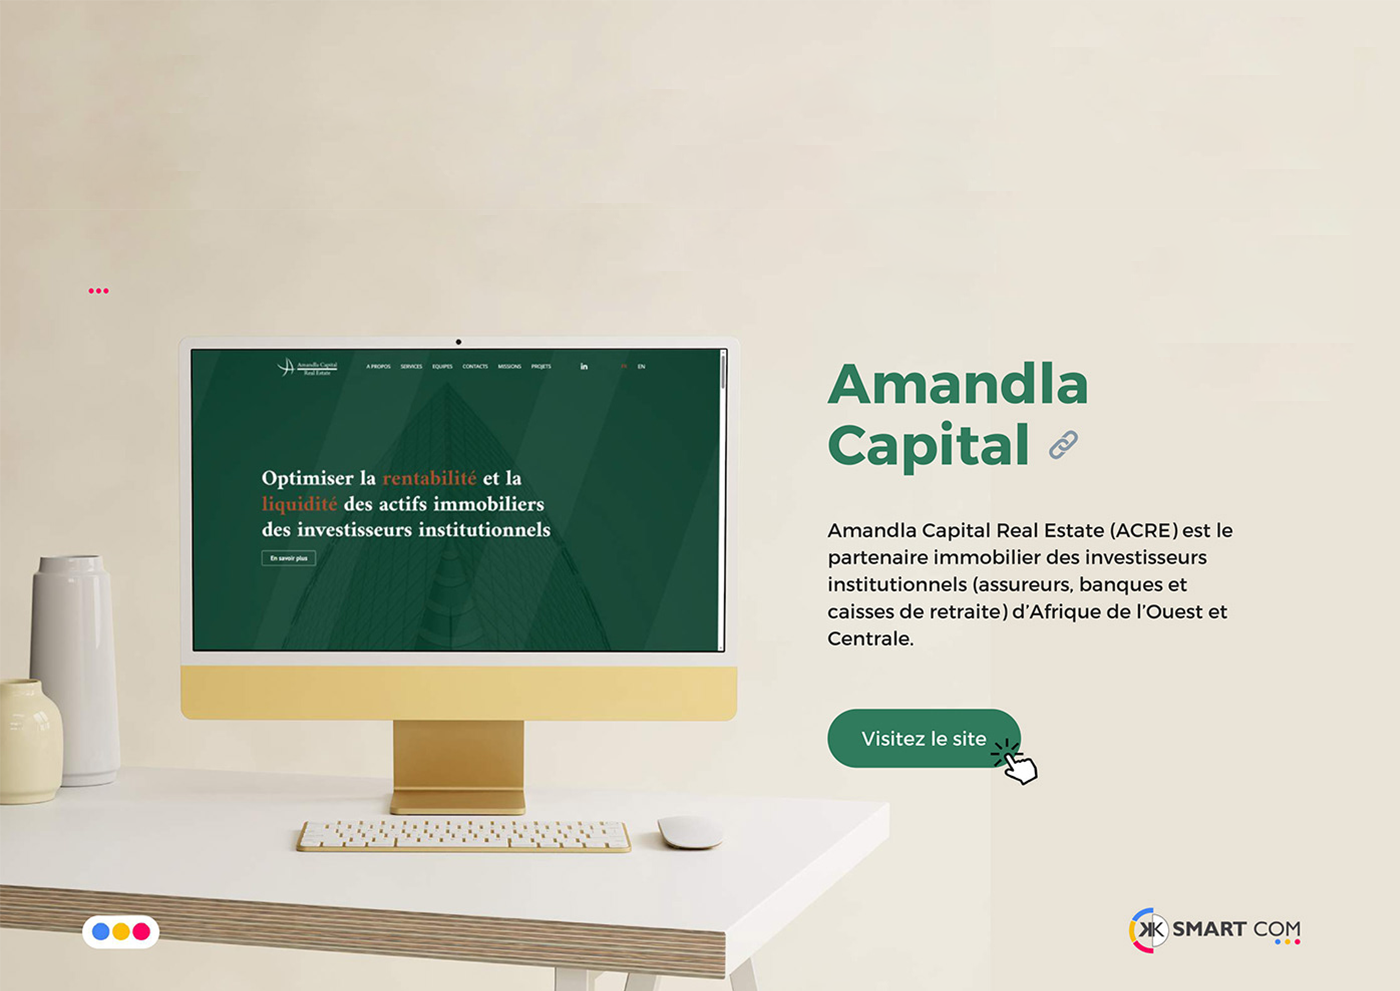 Amandla Capital
Real Estate
A PROPOS SERVICES EQUIPES CONTACTS MISSIONS PROJETS in FR EN
Optimiser la rentabilité et la
liquidité des actifs immobiliers
des investisseurs institutionnels
En savoir plus
Amandla
Capital
Amandla Capital Real Estate (ACRE) est le
partenaire immobilier des investisseurs
institutionnels (assureurs, banques et
caisses de retraite) d’Afrique de l’Ouest et
Centrale.
Visitez le site
KK SMART COM